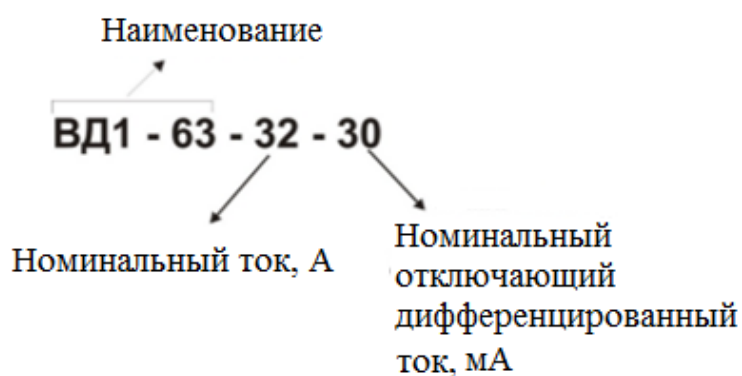 Наименование
ВД1 - 63 - 32 - 30
Номинальный ток, А
Номинальный
отключающий
дифференцированный
ток, мА